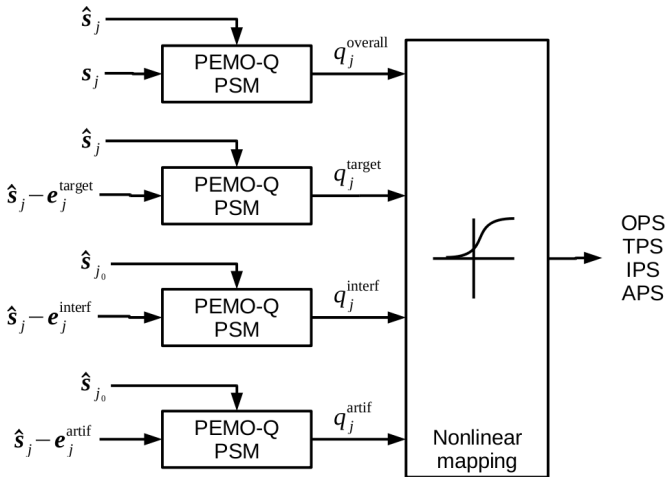 ŝ_j
s_j
PEMO-Q
PSM
q_j^overall
ŝ_j
ŝ_j − e_j^target
PEMO-Q
PSM
q_j^target
ŝ_j₀
ŝ_j − e_j^interf
PEMO-Q
PSM
q_j^interf
ŝ_j₀
ŝ_j − e_j^artif
PEMO-Q
PSM
q_j^artif
Nonlinear
mapping
OPS
TPS
IPS
APS